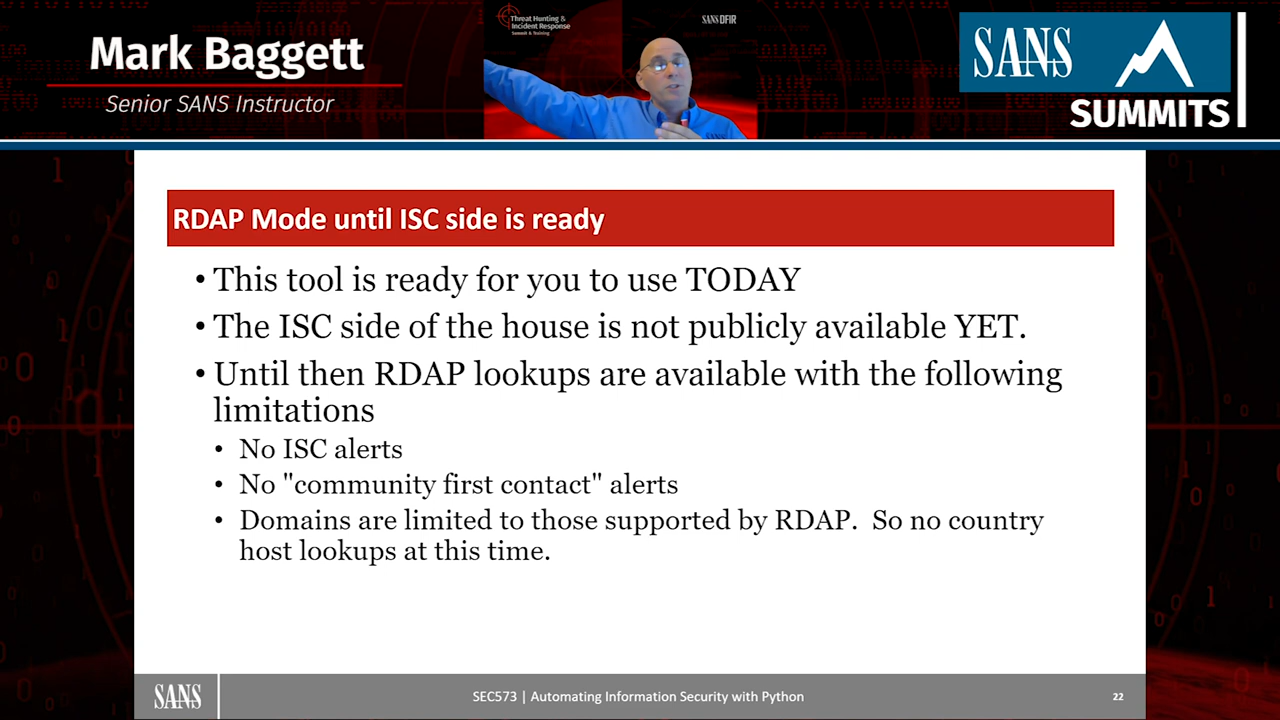 Mark Baggett
Senior SANS Instructor
Threat Hunting &
Incident Response
Summit & Training
SANS DFIR
SANS
SUMMITS
RDAP Mode until ISC side is ready
• This tool is ready for you to use TODAY
• The ISC side of the house is not publicly available YET.
• Until then RDAP lookups are available with the following
limitations
• No ISC alerts
• No "community first contact" alerts
• Domains are limited to those supported by RDAP.  So no country
host lookups at this time.
SANS
SEC573 | Automating Information Security with Python
22